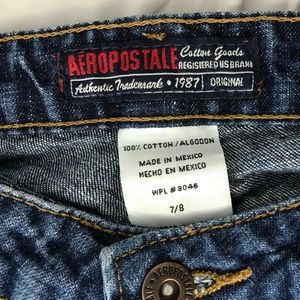 AEROPOSTALE Cotton Goods
REGISTERED US BRAND
Authentic Trademark • 1987 ORIGINAL
100% COTTON/ALGODON
MADE IN MEXICO
HECHO EN MEXICO
WPL #8046
7/8
AEROPOSTALE